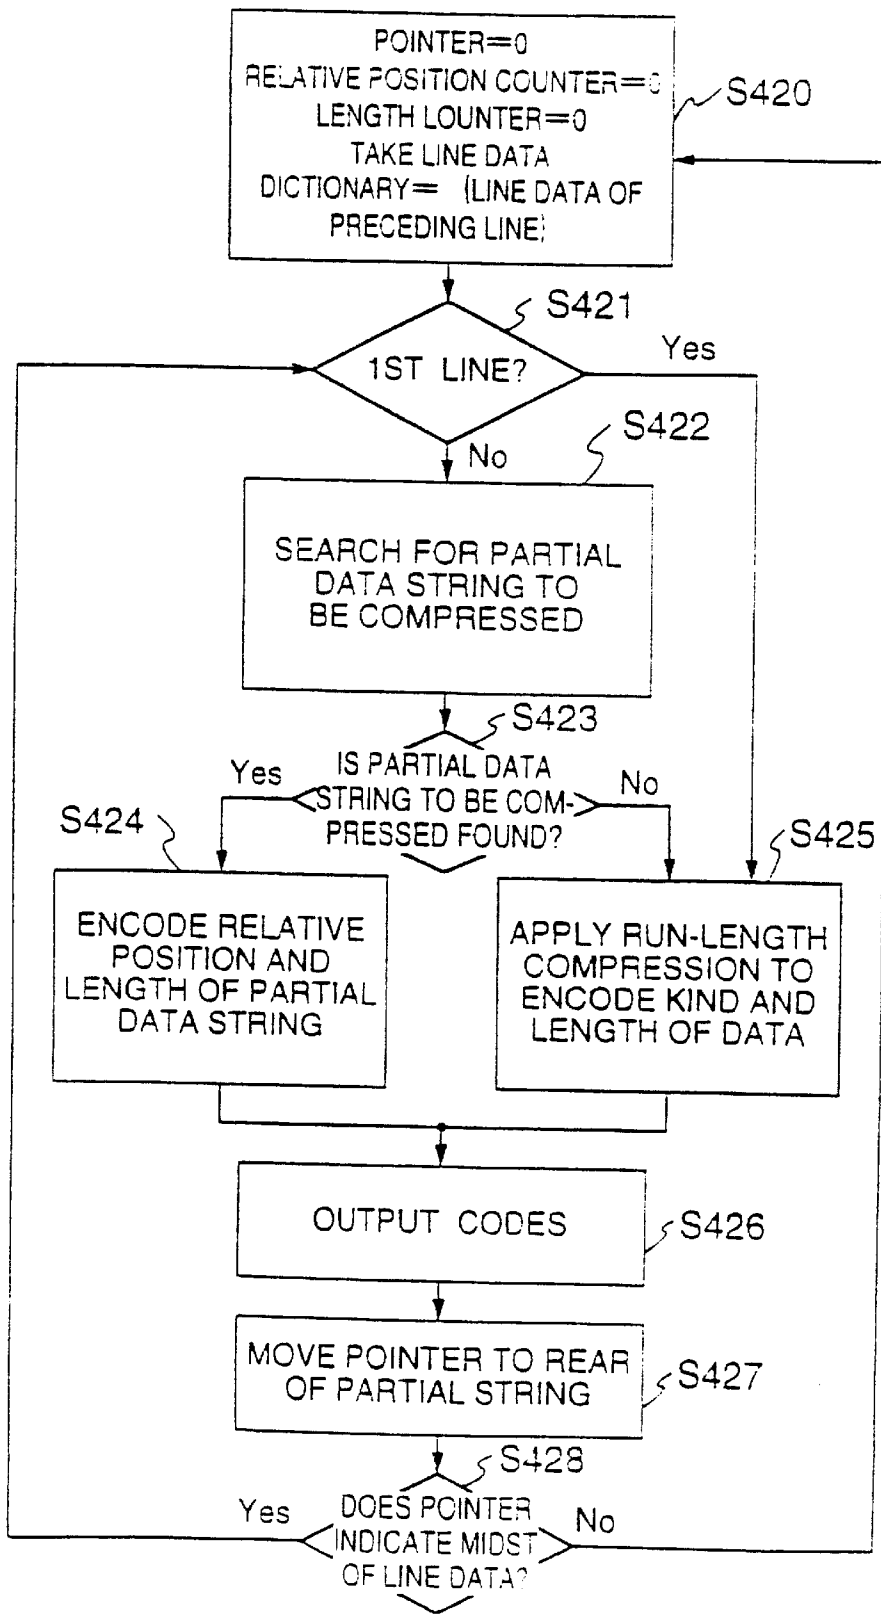 POINTER=0
RELATIVE POSITION COUNTER=0
LENGTH LOUNTER=0
TAKE LINE DATA
DICTIONARY= (LINE DATA OF
PRECEDING LINE)
S420
S421
1ST LINE?
Yes
No
S422
SEARCH FOR PARTIAL
DATA STRING TO
BE COMPRESSED
S423
IS PARTIAL DATA
STRING TO BE COM-
PRESSED FOUND?
Yes
No
S424
ENCODE RELATIVE
POSITION AND
LENGTH OF PARTIAL
DATA STRING
S425
APPLY RUN-LENGTH
COMPRESSION TO
ENCODE KIND AND
LENGTH OF DATA
OUTPUT CODES
S426
MOVE POINTER TO REAR
OF PARTIAL STRING
S427
S428
DOES POINTER
INDICATE MIDST
OF LINE DATA?
Yes
No